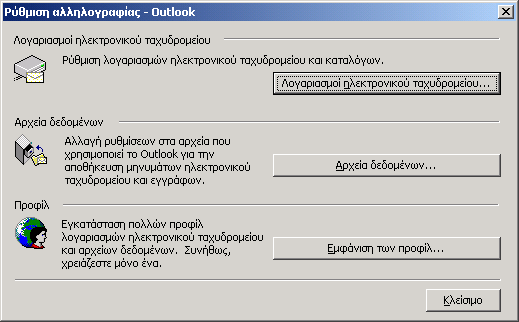 Ρύθμιση αλληλογραφίας - Outlook
Λογαριασμοί ηλεκτρονικού ταχυδρομείου
Ρύθμιση λογαριασμών ηλεκτρονικού ταχυδρομείου και καταλόγων.
Λογαριασμοί ηλεκτρονικού ταχυδρομείου...
Αρχεία δεδομένων
Αλλαγή ρυθμίσεων στα αρχεία που
χρησιμοποιεί το Outlook για την
αποθήκευση μηνυμάτων ηλεκτρονικού
ταχυδρομείου και εγγράφων.
Αρχεία δεδομένων...
Προφίλ
Εγκατάσταση πολλών προφίλ
λογαριασμών ηλεκτρονικού ταχυδρομείου
και αρχείων δεδομένων. Συνήθως,
χρειάζεστε μόνο ένα.
Εμφάνιση των προφίλ...
Κλείσιμο